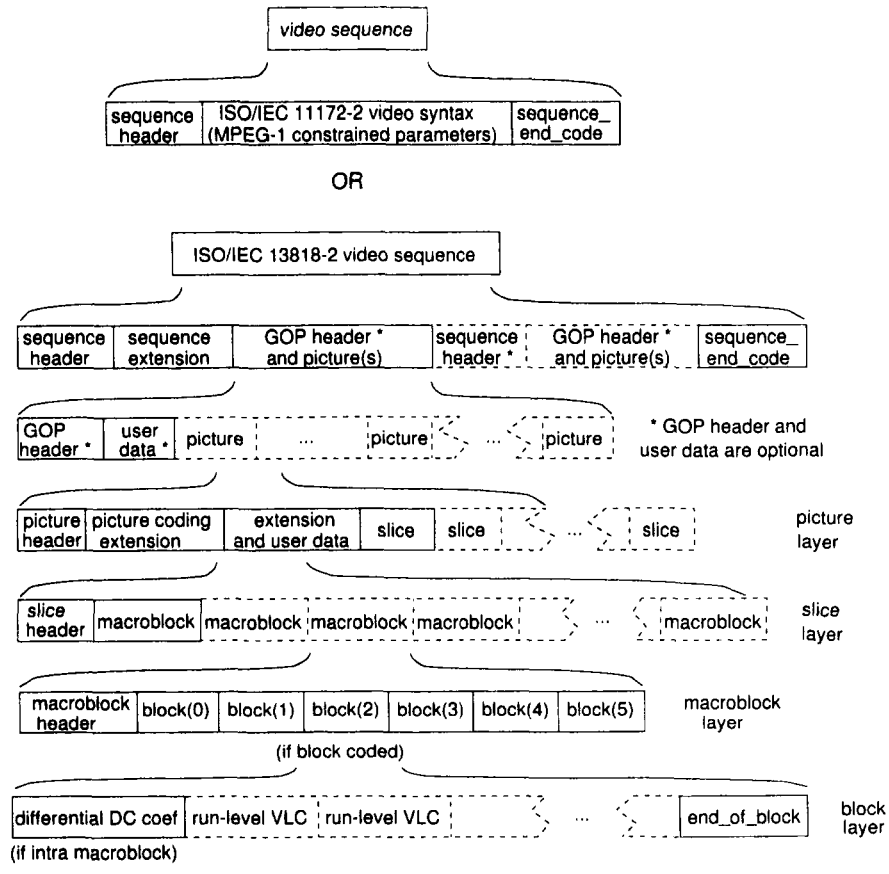 video sequence
sequence header
ISO/IEC 11172-2 video syntax (MPEG-1 constrained parameters)
sequence_ end_code
OR
ISO/IEC 13818-2 video sequence
sequence header
sequence extension
GOP header * and picture(s)
sequence header *
GOP header * and picture(s)
sequence_ end_code
GOP header *
user data *
picture
...
picture
...
picture
* GOP header and user data are optional
picture header
picture coding extension
extension and user data
slice
slice
...
slice
picture layer
slice header
macroblock
macroblock
macroblock
macroblock
...
macroblock
slice layer
macroblock header
block(0)
block(1)
block(2)
block(3)
block(4)
block(5)
macroblock layer
(if block coded)
differential DC coef
run-level VLC
run-level VLC
...
end_of_block
block layer
(if intra macroblock)